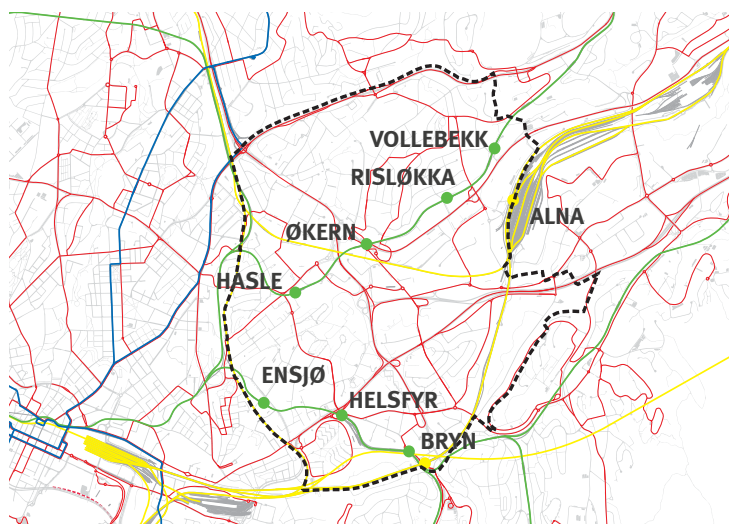 VOLLEBEKK
RISLØKKA
ALNA
ØKERN
HASLE
ENSJØ
HELSFYR
BRYN